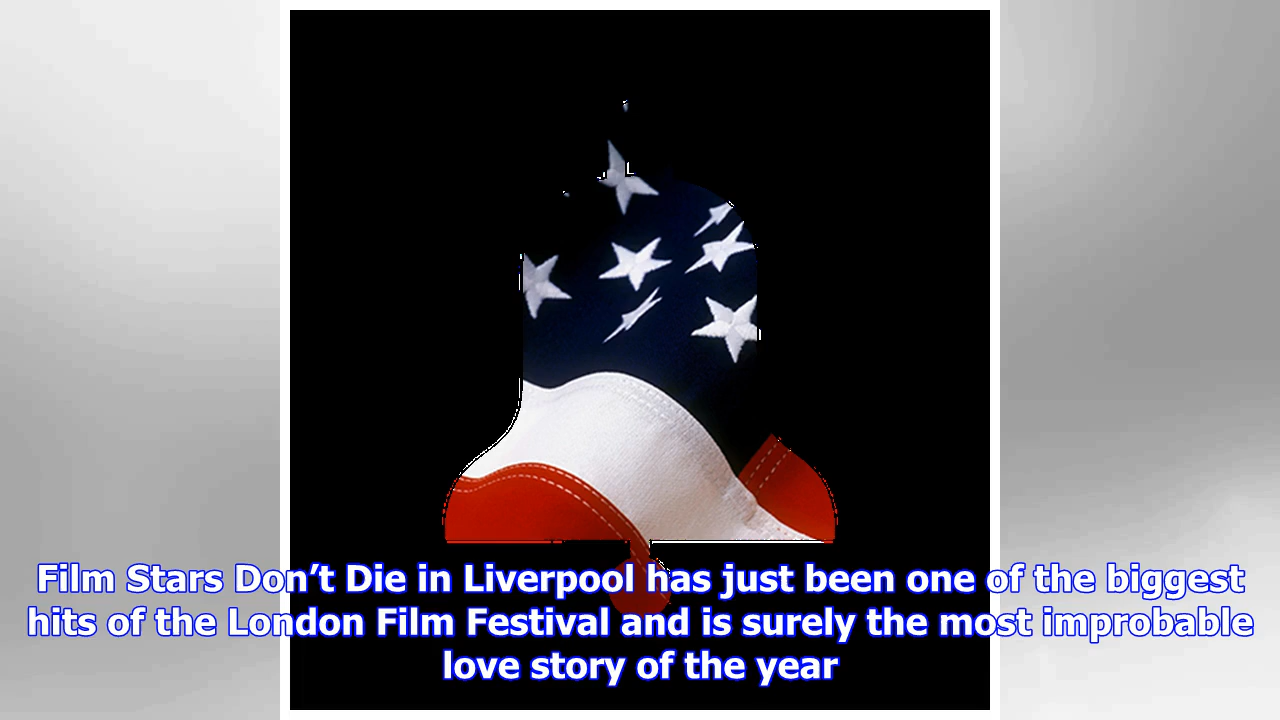 Film Stars Don’t Die in Liverpool has just been one of the biggest
hits of the London Film Festival and is surely the most improbable
love story of the year